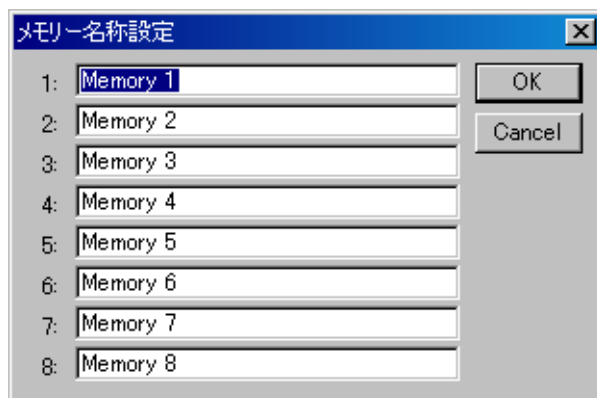 メモリー名称設定
1: Memory 1
OK
2: Memory 2
Cancel
3: Memory 3
4: Memory 4
5: Memory 5
6: Memory 6
7: Memory 7
8: Memory 8